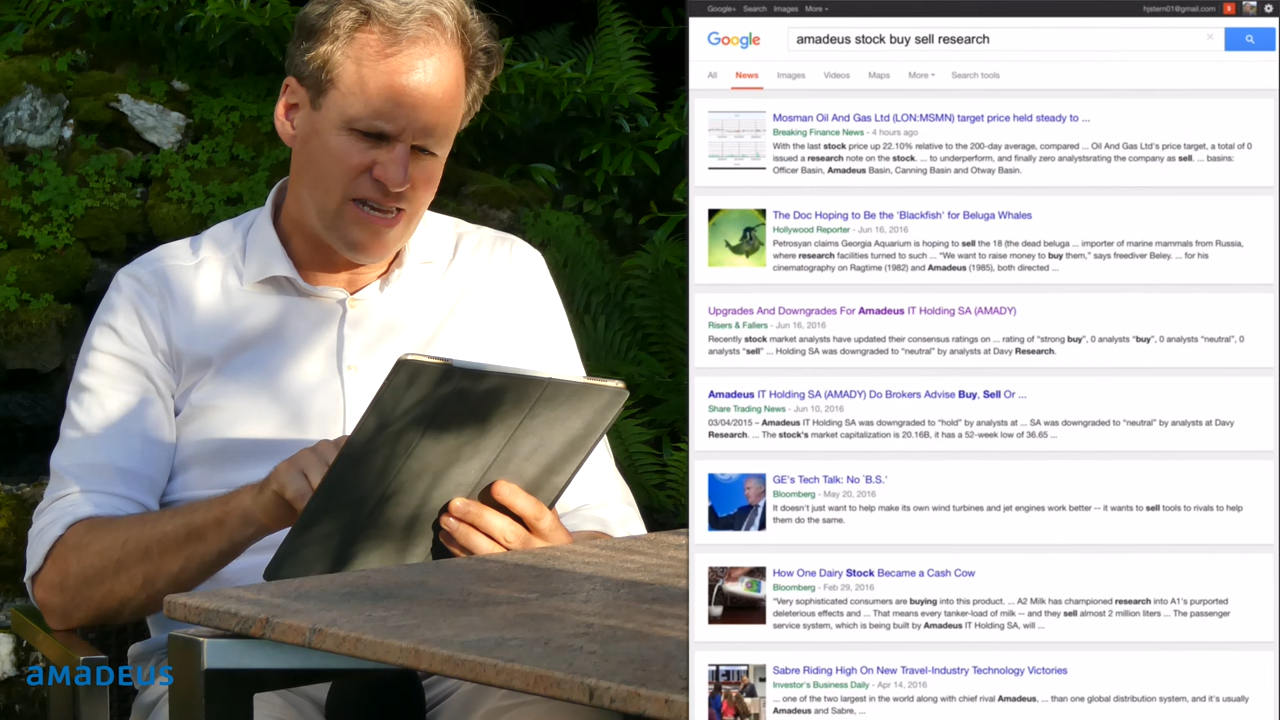 amadeus
Google+ Search Images More
hjstern01@gmail.com
Google
amadeus stock buy sell research
×
All News Images Videos Maps More Search tools
Mosman Oil And Gas Ltd (LON:MSMN) target price held steady to ...
Breaking Finance News - 4 hours ago
With the last stock price up 22.10% relative to the 200-day average, compared ... Oil And Gas Ltd's price target, a total of 0
issued a research note on the stock. ... to underperform, and finally zero analystsrating the company as sell. ... basins:
Officer Basin, Amadeus Basin, Canning Basin and Otway Basin.
The Doc Hoping to Be the 'Blackfish' for Beluga Whales
Hollywood Reporter - Jun 16, 2016
Petrosyan claims Georgia Aquarium is hoping to sell the 18 (the dead beluga ... importer of marine mammals from Russia,
where research facilities turned to such ... “We want to raise money to buy them,” says freediver Beley. ... for his
cinematography on Ragtime (1982) and Amadeus (1985), both directed ...
Upgrades And Downgrades For Amadeus IT Holding SA (AMADY)
Risers & Fallers - Jun 16, 2016
Recently stock market analysts have updated their consensus ratings on ... rating of “strong buy”, 0 analysts “buy”, 0 analysts “neutral”, 0
analysts “sell” ... Holding SA was downgraded to “neutral” by analysts at Davy Research.
Amadeus IT Holding SA (AMADY) Do Brokers Advise Buy, Sell Or ...
Share Trading News - Jun 10, 2016
03/04/2015 – Amadeus IT Holding SA was downgraded to “hold” by analysts at ... SA was downgraded to “neutral” by analysts at Davy
Research. ... The stock's market capitalization is 20.16B, it has a 52-week low of 36.65 ...
GE's Tech Talk: No `B.S.'
Bloomberg - May 20, 2016
It doesn't just want to help make its own wind turbines and jet engines work better -- it wants to sell tools to rivals to help
them do the same.
How One Dairy Stock Became a Cash Cow
Bloomberg - Feb 29, 2016
“Very sophisticated consumers are buying into this product. ... A2 Milk has championed research into A1's purported
deleterious effects and ... That means every tanker-load of milk -- and they sell almost 2 million liters ... The passenger
service system, which is being built by Amadeus IT Holding SA, will ...
Sabre Riding High On New Travel-Industry Technology Victories
Investor's Business Daily - Apr 14, 2016
... one of the two largest in the world along with chief rival Amadeus, ... than one global distribution system, and it's usually
Amadeus and Sabre, ...